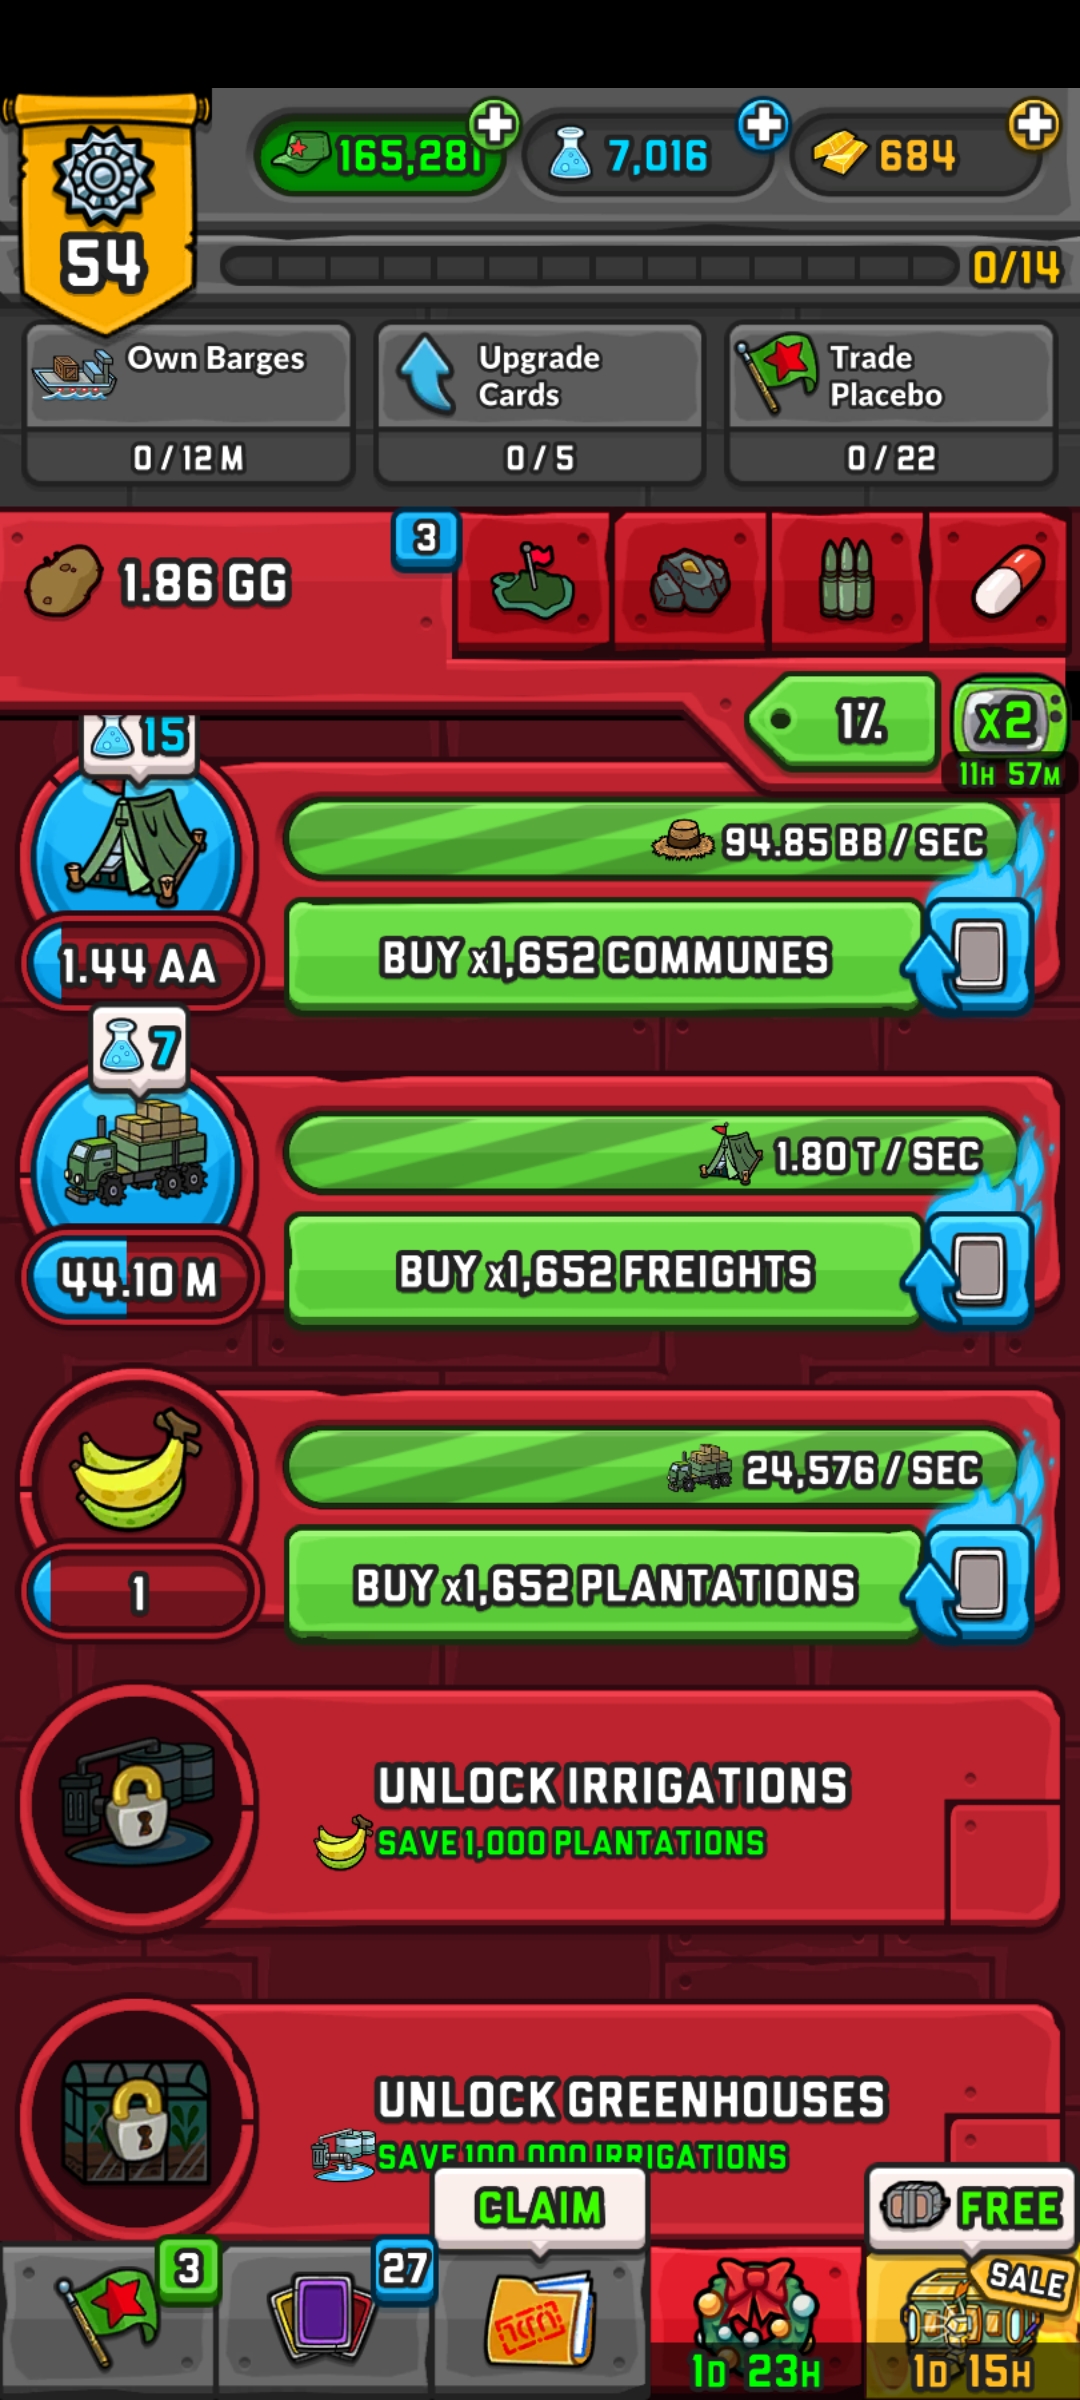 165,281
7,016
684
54
0/14
Own Barges
0 / 12 M
Upgrade
Cards
0 / 5
Trade
Placebo
0 / 22
1.86 GG
3
1%
x2
11H 57M
15
94.85 BB / SEC
BUY x1,652 COMMUNES
1.44 AA
7
1.80 T / SEC
BUY x1,652 FREIGHTS
44.10 M
24,576 / SEC
BUY x1,652 PLANTATIONS
1
UNLOCK IRRIGATIONS
SAVE 1,000 PLANTATIONS
UNLOCK GREENHOUSES
SAVE 100,000 IRRIGATIONS
CLAIM
FREE
3
27
SALE
1D 23H
1D 15H